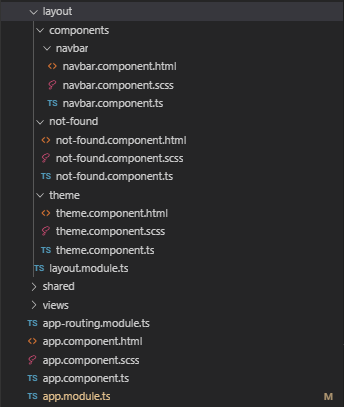 layout
components
navbar
<> navbar.component.html
navbar.component.scss
TS navbar.component.ts
not-found
<> not-found.component.html
not-found.component.scss
TS not-found.component.ts
theme
<> theme.component.html
theme.component.scss
TS theme.component.ts
TS layout.module.ts
shared
views
TS app-routing.module.ts
<> app.component.html
app.component.scss
TS app.component.ts
TS app.module.ts M